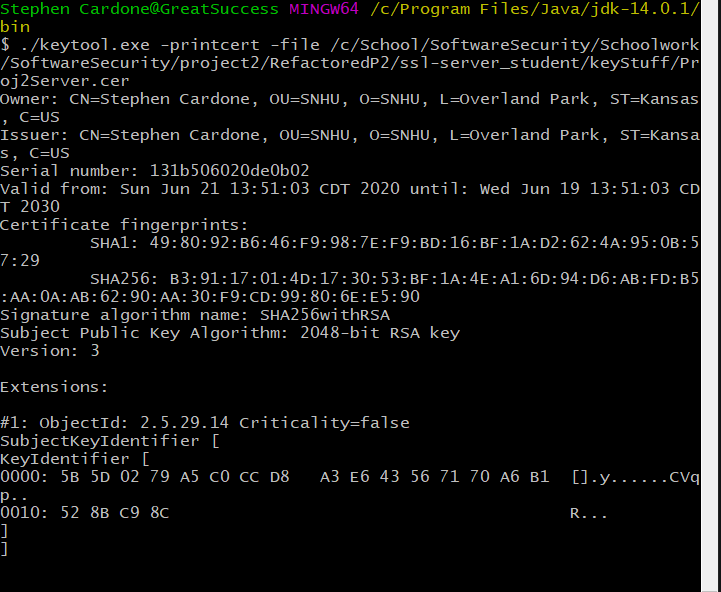 Stephen Cardone@GreatSuccess MINGW64 /c/Program Files/Java/jdk-14.0.1/
bin
$ ./keytool.exe -printcert -file /c/School/SoftwareSecurity/Schoolwork
/SoftwareSecurity/project2/RefactoredP2/ssl-server_student/keyStuff/Pr
oj2Server.cer
Owner: CN=Stephen Cardone, OU=SNHU, O=SNHU, L=Overland Park, ST=Kansas
, C=US
Issuer: CN=Stephen Cardone, OU=SNHU, O=SNHU, L=Overland Park, ST=Kansa
s, C=US
Serial number: 131b506020de0b02
Valid from: Sun Jun 21 13:51:03 CDT 2020 until: Wed Jun 19 13:51:03 CD
T 2030
Certificate fingerprints:
SHA1: 49:80:92:B6:46:F9:98:7E:F9:BD:16:BF:1A:D2:62:4A:95:0B:5
7:29
SHA256: B3:91:17:01:4D:17:30:53:BF:1A:4E:A1:6D:94:D6:AB:FD:B5
:AA:0A:AB:62:90:AA:30:F9:CD:99:80:6E:E5:90
Signature algorithm name: SHA256withRSA
Subject Public Key Algorithm: 2048-bit RSA key
Version: 3
Extensions:
#1: ObjectId: 2.5.29.14 Criticality=false
SubjectKeyIdentifier [
KeyIdentifier [
0000: 5B 5D 02 79 A5 C0 CC D8   A3 E6 43 56 71 70 A6 B1  [].y......CVq
p..
0010: 52 8B C9 8C                                        R...
]
]